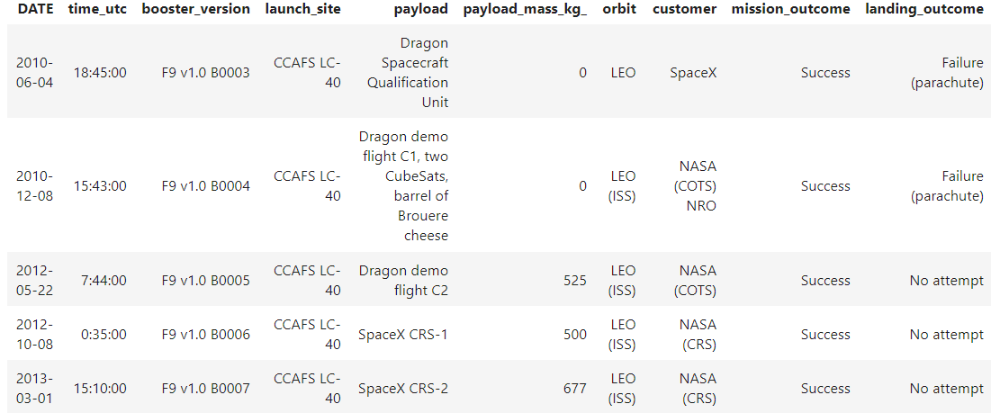 DATE time_utc booster_version launch_site payload payload_mass_kg_ orbit customer mission_outcome landing_outcome
2010-
06-04
18:45:00
F9 v1.0 B0003
CCAFS LC-
40
Dragon
Spacecraft
Qualification
Unit
0
LEO
SpaceX
Success
Failure
(parachute)
2010-
12-08
15:43:00
F9 v1.0 B0004
CCAFS LC-
40
Dragon demo
flight C1, two
CubeSats,
barrel of
Brouere
cheese
0
LEO
(ISS)
NASA
(COTS)
NRO
Success
Failure
(parachute)
2012-
05-22
7:44:00
F9 v1.0 B0005
CCAFS LC-
40
Dragon demo
flight C2
525
LEO
(ISS)
NASA
(COTS)
Success
No attempt
2012-
10-08
0:35:00
F9 v1.0 B0006
CCAFS LC-
40
SpaceX CRS-1
500
LEO
(ISS)
NASA
(CRS)
Success
No attempt
2013-
03-01
15:10:00
F9 v1.0 B0007
CCAFS LC-
40
SpaceX CRS-2
677
LEO
(ISS)
NASA
(CRS)
Success
No attempt